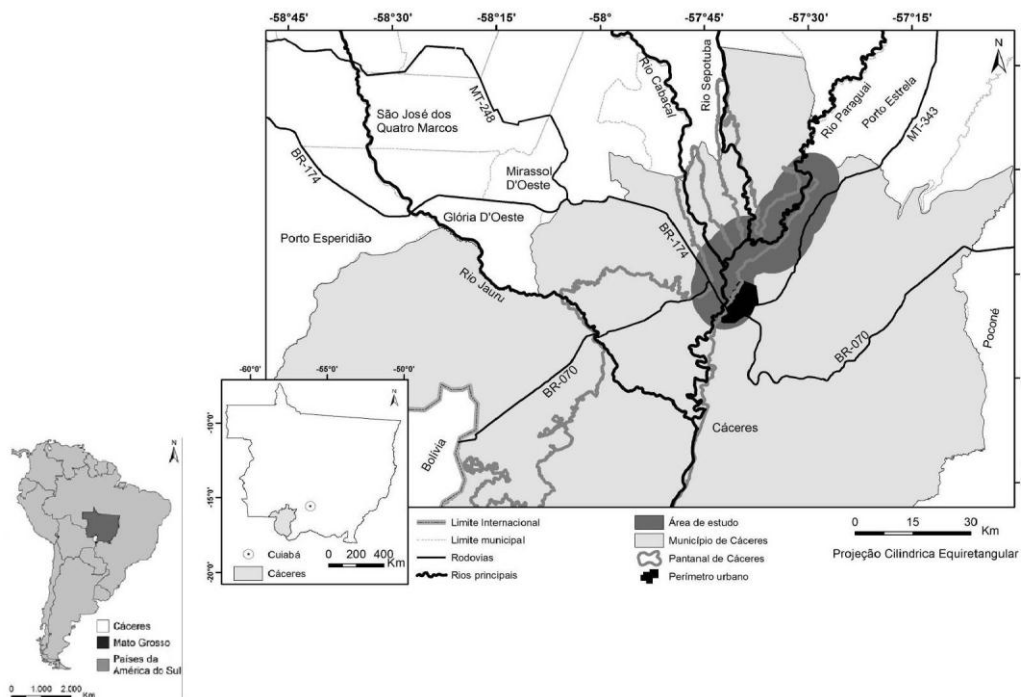 -58°45'
-58°30'
-58°15'
-58°
-57°45'
-57°30'
-57°15'
N
São José dos
Quatro Marcos
MT-248
Rio Cabaçal
Rio Sepotuba
Rio Paraguai
Porto Estrela
MT-343
BR-174
Mirassol
D'Oeste
Glória D'Oeste
Porto Esperidião
BR-174
Rio Jauru
BR-070
BR-070
Poconé
Cáceres
Bolívia
-60°0'
-55°0'
-50°0'
N
-10°0'
-15°0'
-20°0'
Cuiabá
Cáceres
0 200 400
Km
Limite Internacional
Limite municipal
Rodovias
Rios principais
Área de estudo
Município de Cáceres
Pantanal de Cáceres
Perímetro urbano
0 15 30
Km
Projeção Cilíndrica Equiretangular
N
Cáceres
Mato Grosso
Países da
América do Sul
0 1.000 2.000
Km